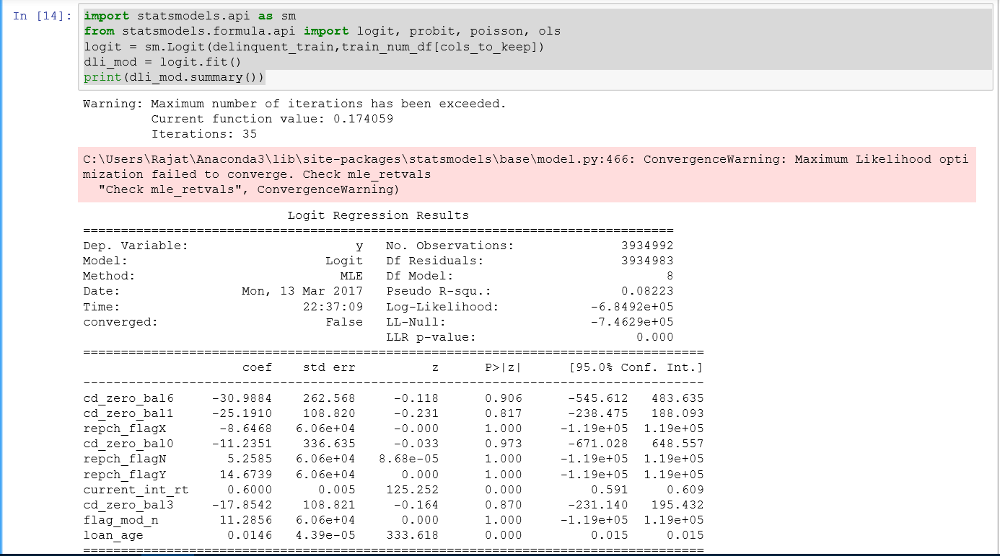 In [14]: import statsmodels.api as sm
from statsmodels.formula.api import logit, probit, poisson, ols
logit = sm.Logit(delinquent_train,train_num_df[cols_to_keep])
dli_mod = logit.fit()
print(dli_mod.summary())
Warning: Maximum number of iterations has been exceeded.
         Current function value: 0.174059
         Iterations: 35
C:\Users\Rajat\Anaconda3\lib\site-packages\statsmodels\base\model.py:466: ConvergenceWarning: Maximum Likelihood opti
mization failed to converge. Check mle_retvals
  "Check mle_retvals", ConvergenceWarning)
                           Logit Regression Results
==============================================================================
Dep. Variable:                      y   No. Observations:              3934992
Model:                          Logit   Df Residuals:                  3934983
Method:                           MLE   Df Model:                            8
Date:                Mon, 13 Mar 2017   Pseudo R-squ.:                 0.08223
Time:                        22:37:09   Log-Likelihood:            -6.8492e+05
converged:                      False   LL-Null:                   -7.4629e+05
                                        LLR p-value:                     0.000
==================================================================================
                     coef    std err          z      P>|z|      [95.0% Conf. Int.]
----------------------------------------------------------------------------------
cd_zero_bal6     -30.9884    262.568     -0.118      0.906      -545.612   483.635
cd_zero_bal1     -25.1910    108.820     -0.231      0.817      -238.475   188.093
repch_flagX       -8.6468   6.06e+04     -0.000      1.000     -1.19e+05  1.19e+05
cd_zero_bal0     -11.2351    336.635     -0.033      0.973      -671.028   648.557
repch_flagN        5.2585   6.06e+04   8.68e-05      1.000     -1.19e+05  1.19e+05
repch_flagY       14.6739   6.06e+04      0.000      1.000     -1.19e+05  1.19e+05
current_int_rt     0.6000      0.005    125.252      0.000         0.591     0.609
cd_zero_bal3     -17.8542    108.821     -0.164      0.870      -231.140   195.432
flag_mod_n        11.2856   6.06e+04      0.000      1.000     -1.19e+05  1.19e+05
loan_age           0.0146   4.39e-05    333.618      0.000         0.015     0.015
==================================================================================